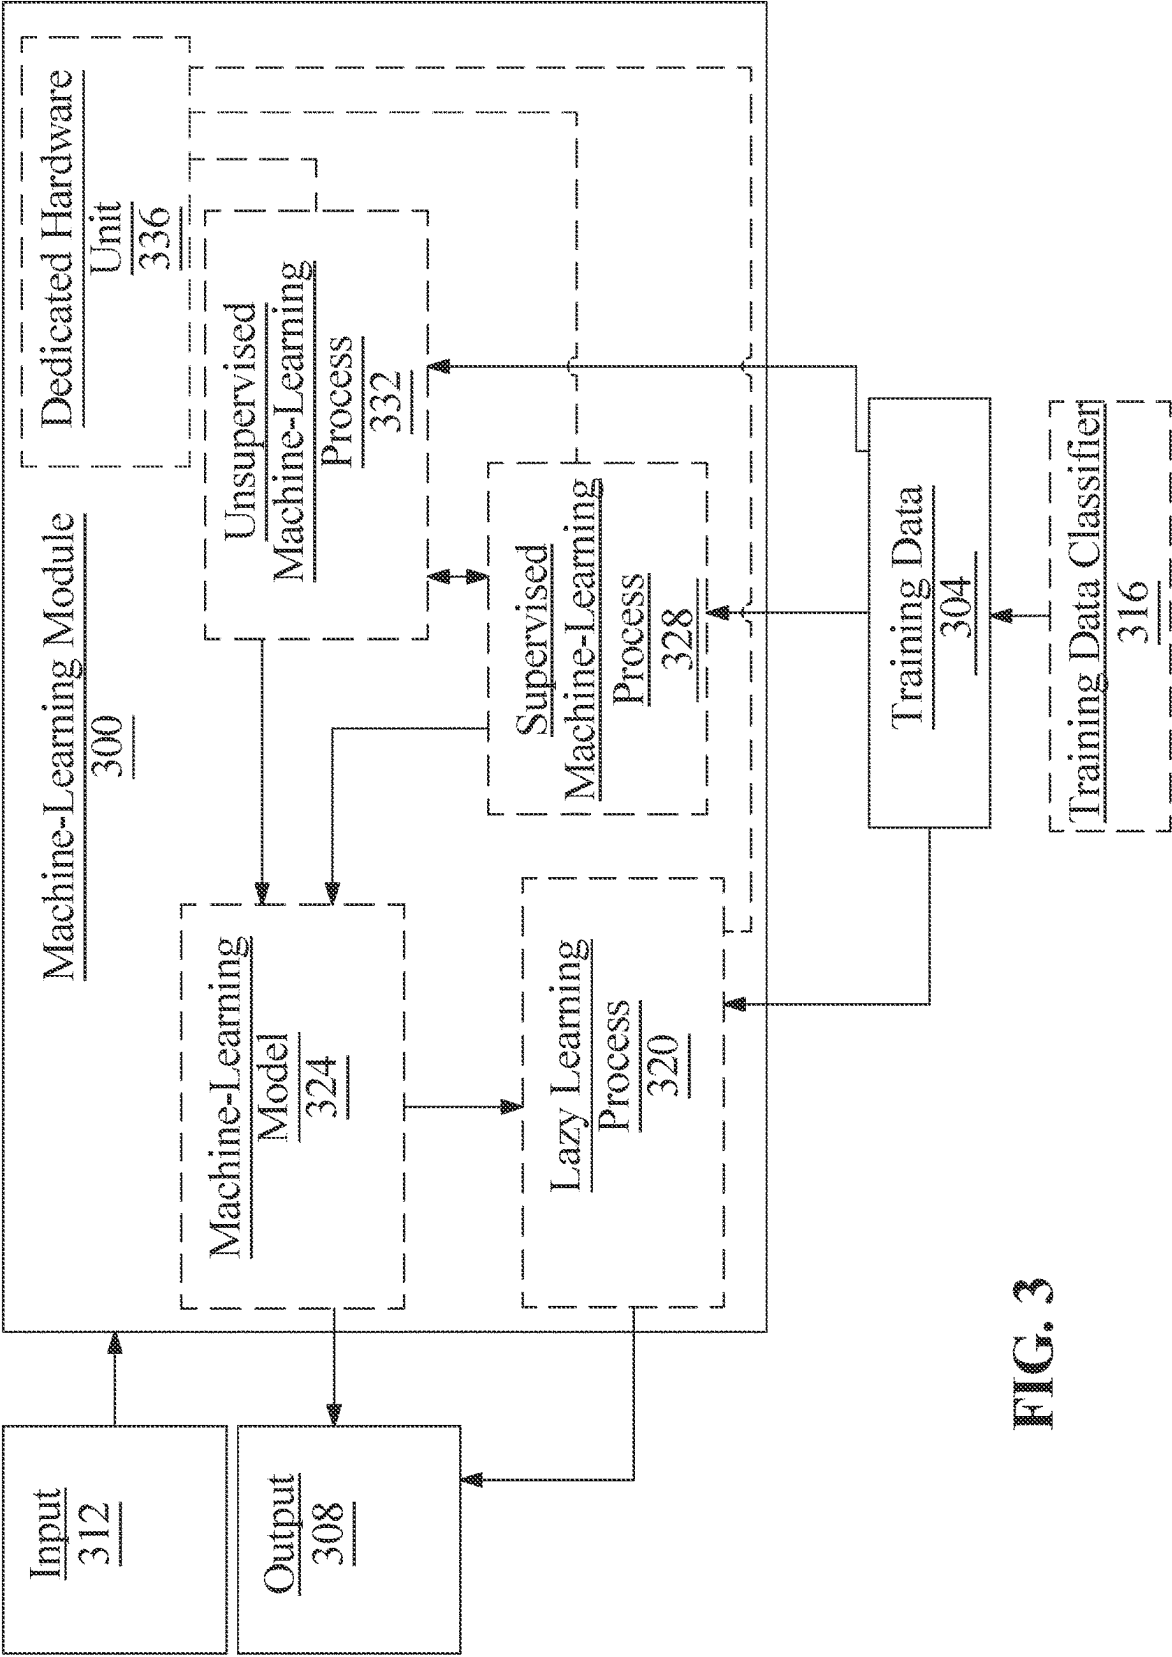 Input
312
Output
308
Machine-Learning Module
300
Dedicated Hardware
Unit
336
Machine-Learning
Model
324
Unsupervised
Machine-Learning
Process
332
Lazy Learning
Process
320
Supervised
Machine-Learning
Process
328
Training Data
304
Training Data Classifier
316
FIG. 3